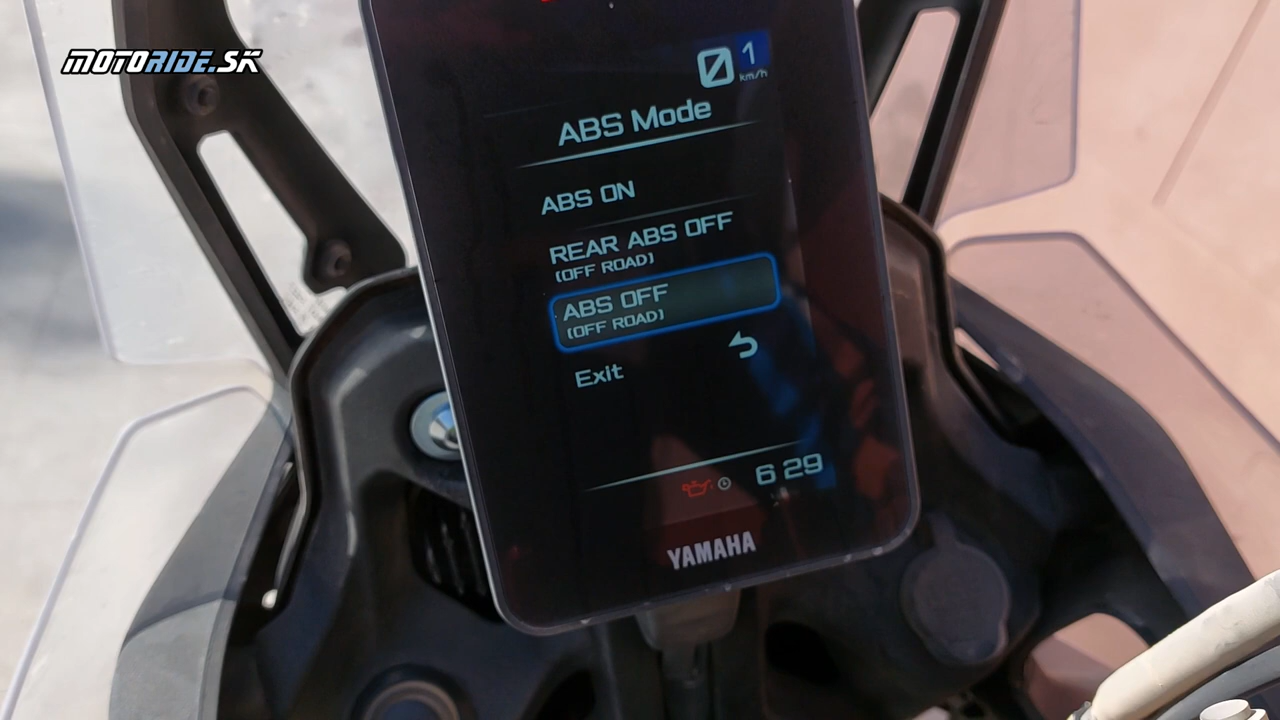 MOTORIDE.SK
0 1
km/h
ABS Mode
ABS ON
REAR ABS OFF
(OFF ROAD)
ABS OFF
(OFF ROAD)
Exit
6 29
YAMAHA